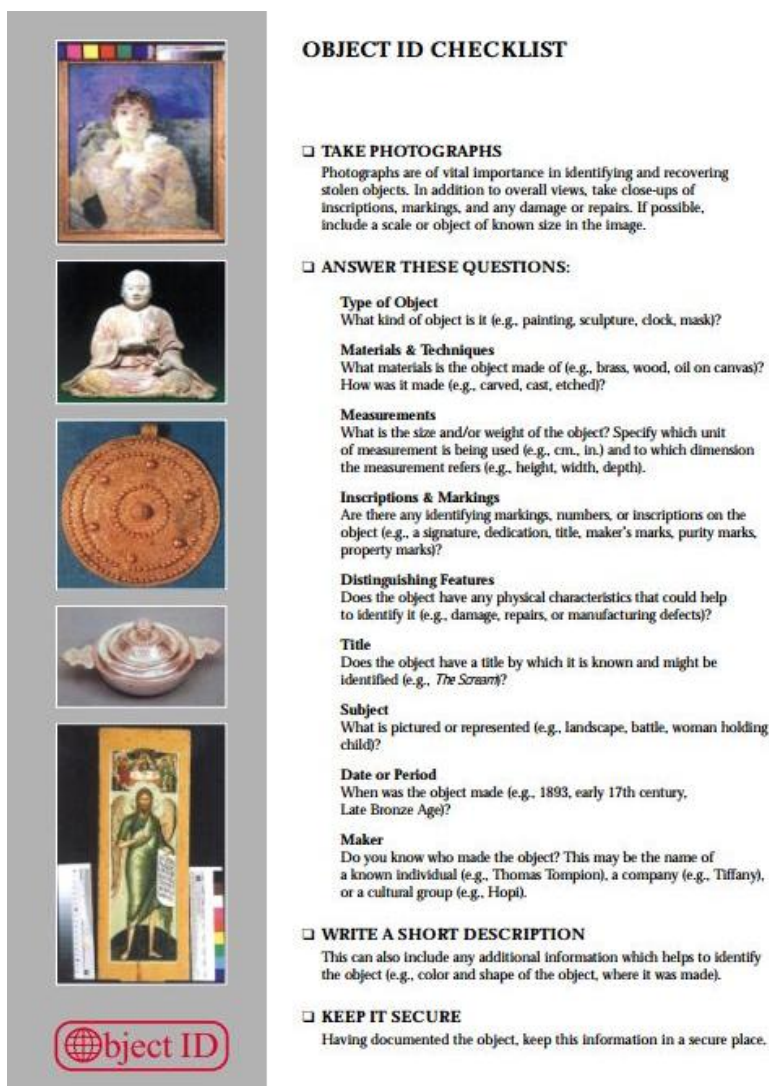 OBJECT ID CHECKLIST
❑ TAKE PHOTOGRAPHS
Photographs are of vital importance in identifying and recovering
stolen objects. In addition to overall views, take close-ups of
inscriptions, markings, and any damage or repairs. If possible,
include a scale or object of known size in the image.
❑ ANSWER THESE QUESTIONS:
Type of Object
What kind of object is it (e.g., painting, sculpture, clock, mask)?
Materials & Techniques
What materials is the object made of (e.g., brass, wood, oil on canvas)?
How was it made (e.g., carved, cast, etched)?
Measurements
What is the size and/or weight of the object? Specify which unit
of measurement is being used (e.g., cm., in.) and to which dimension
the measurement refers (e.g., height, width, depth).
Inscriptions & Markings
Are there any identifying markings, numbers, or inscriptions on the
object (e.g., a signature, dedication, title, maker's marks, purity marks,
property marks)?
Distinguishing Features
Does the object have any physical characteristics that could help
to identify it (e.g., damage, repairs, or manufacturing defects)?
Title
Does the object have a title by which it is known and might be
identified (e.g., The Scream)?
Subject
What is pictured or represented (e.g., landscape, battle, woman holding
child)?
Date or Period
When was the object made (e.g., 1893, early 17th century,
Late Bronze Age)?
Maker
Do you know who made the object? This may be the name of
a known individual (e.g., Thomas Tompion), a company (e.g., Tiffany),
or a cultural group (e.g., Hopi).
❑ WRITE A SHORT DESCRIPTION
This can also include any additional information which helps to identify
the object (e.g., color and shape of the object, where it was made).
❑ KEEP IT SECURE
Having documented the object, keep this information in a secure place.
Object ID